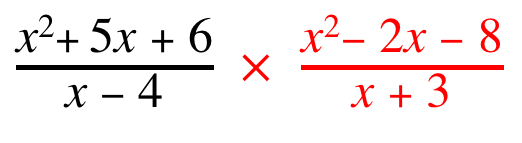 x²+ 5x + 6 / x – 4 × x²– 2x – 8 / x + 3